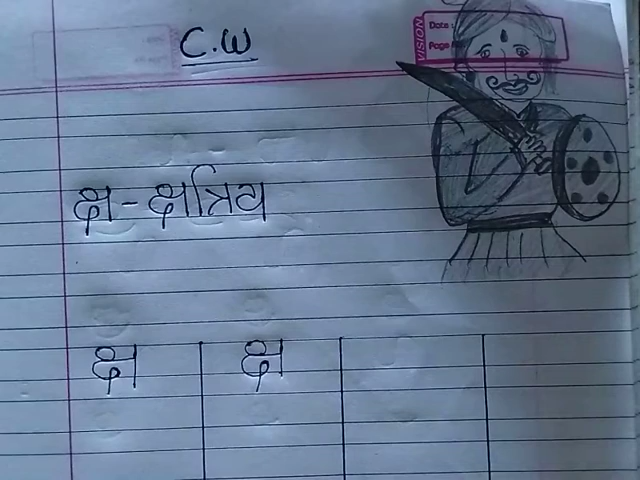 C.W
VISION
Date :
Page
क्ष - क्षत्रिय
क्ष क्ष